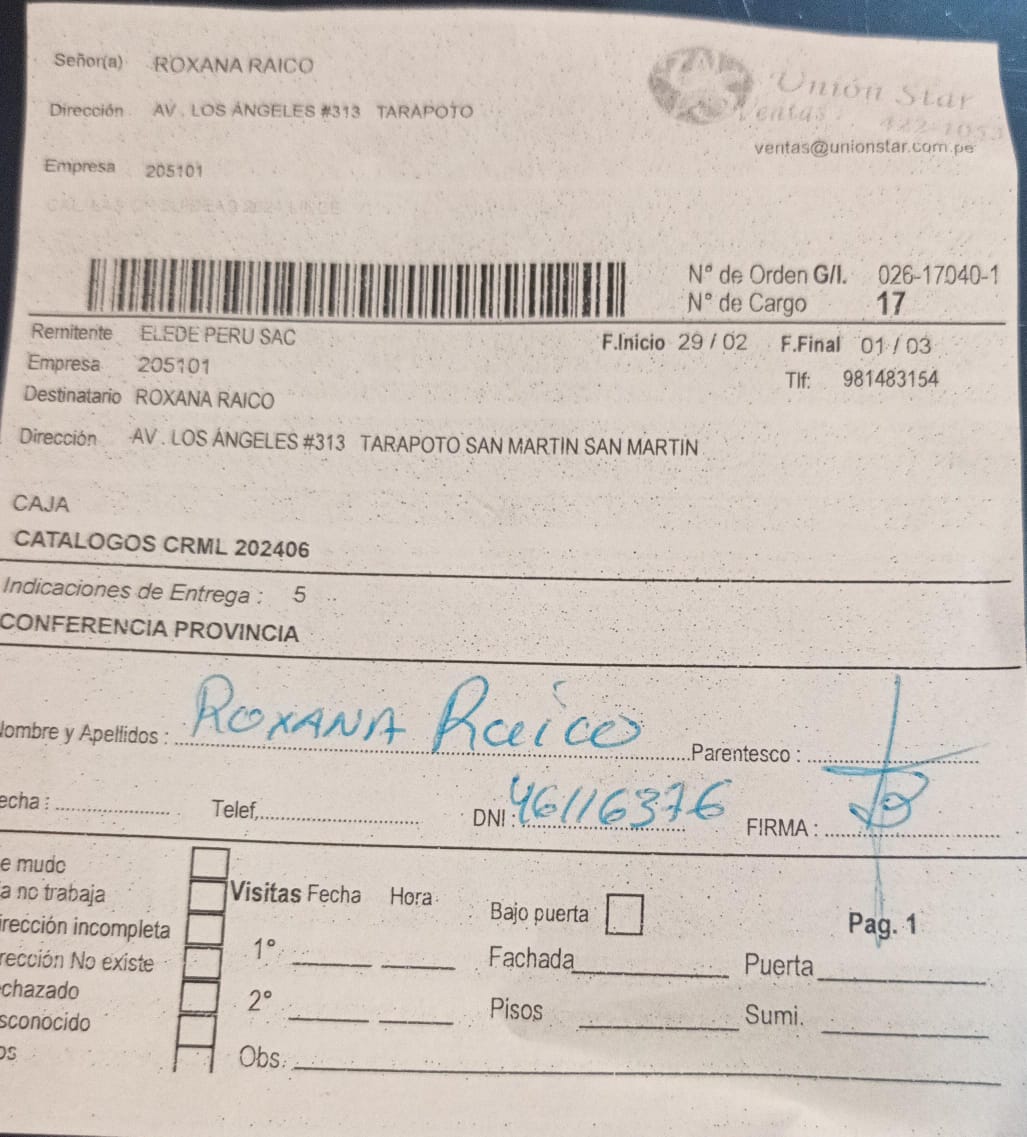 Señor(a) ROXANA RAICO
Unión Star
Dirección AV . LOS ÁNGELES #313 TARAPOTO
Ventas 422-1053
ventas@unionstar.com.pe
Empresa 205101
N° de Orden G/I. 026-17040-1
N° de Cargo 17
Remitente ELEDE PERU SAC
F.Inicio 29 / 02 F.Final 01 / 03
Empresa 205101
Tlf: 981483154
Destinatario ROXANA RAICO
Dirección AV . LOS ÁNGELES #313 TARAPOTO SAN MARTIN SAN MARTIN
CAJA
CATALOGOS CRML 202406
Indicaciones de Entrega : 5
CONFERENCIA PROVINCIA
ombre y Apellidos : ROXANA Raico Parentesco :
echa : Telef, DNI : 46116376 FIRMA :
e mudo
a no trabaja
Visitas Fecha Hora
Bajo puerta
Pag. 1
irección incompleta
1°
Fachada Puerta
rección No existe
chazado
2°
Pisos Sumi.
sconocido
os
Obs.